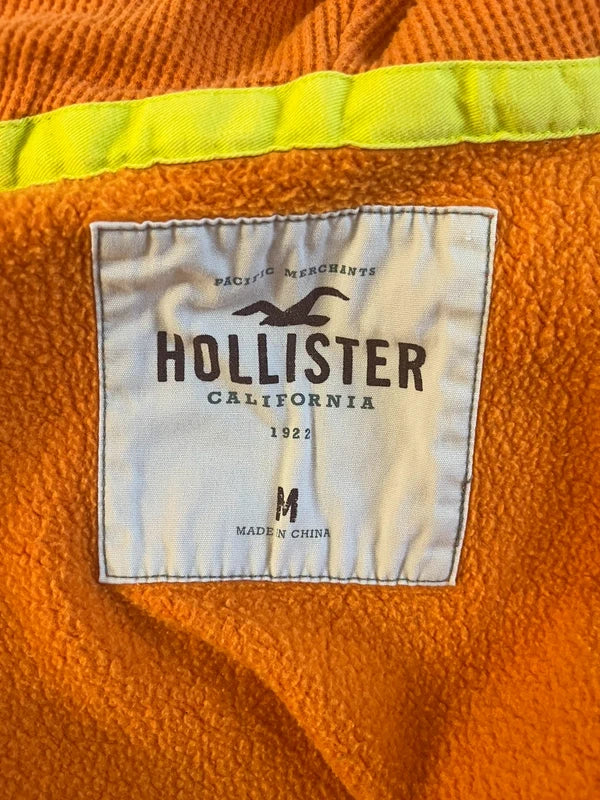 PACIFIC MERCHANTS
HOLLISTER
CALIFORNIA
1922
M
MADE IN CHINA